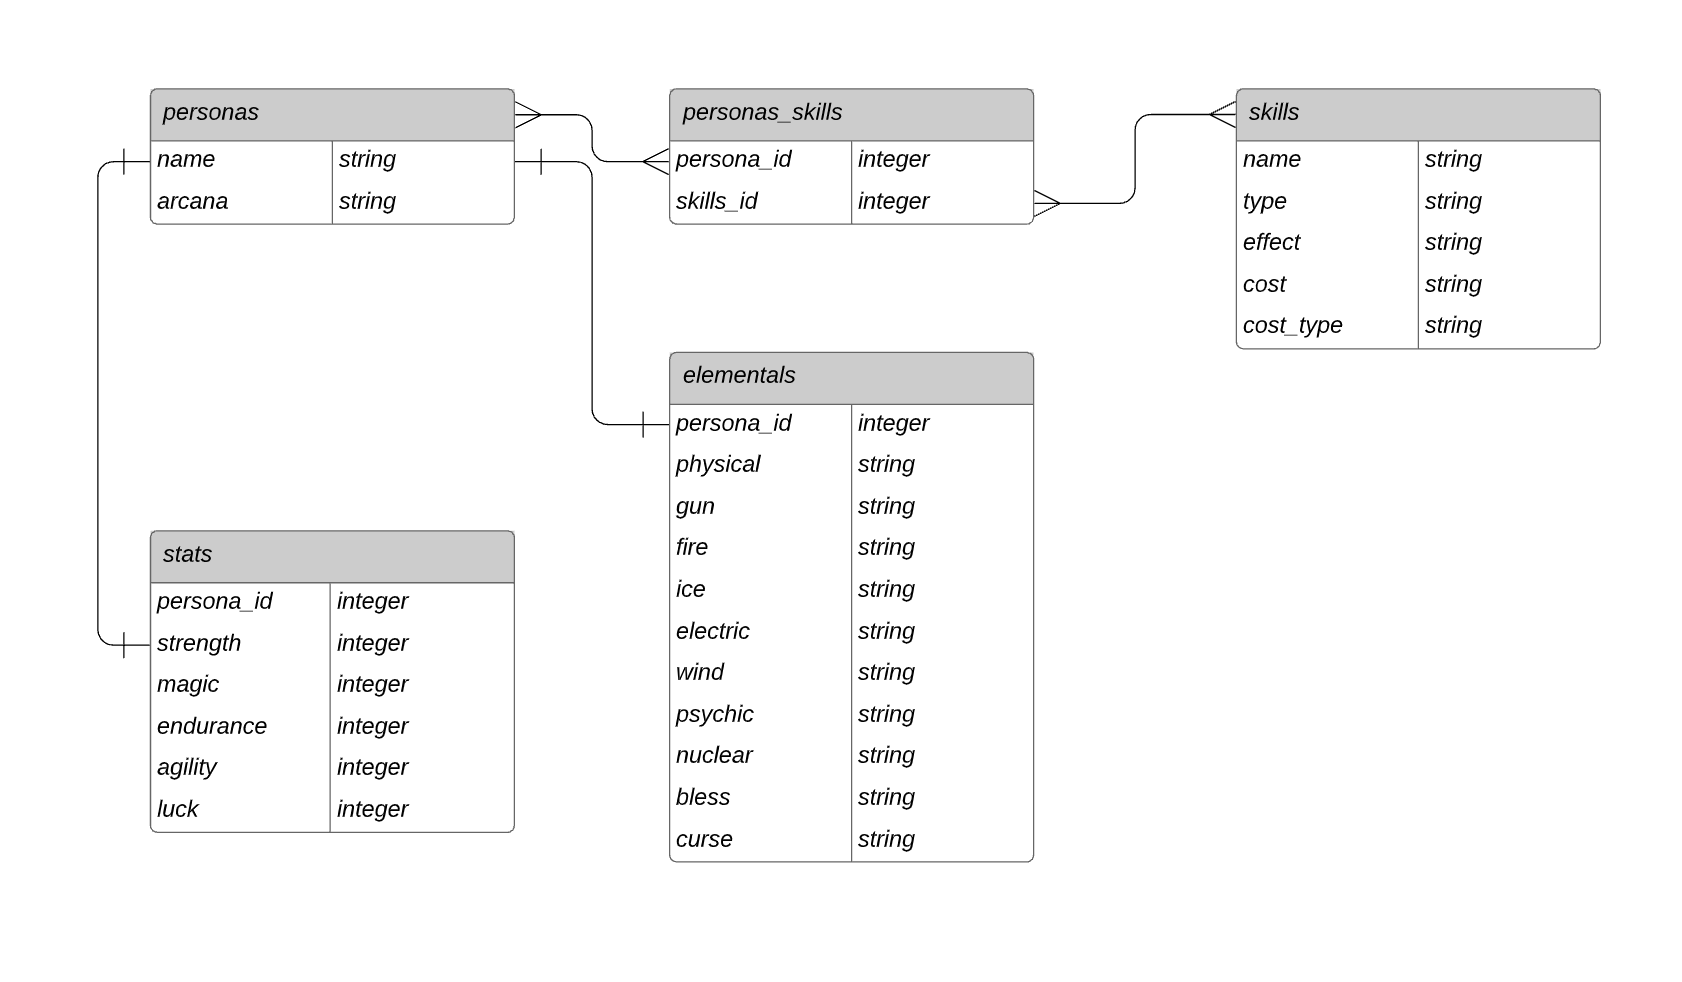 personas
name string
arcana string
personas_skills
persona_id integer
skills_id integer
skills
name string
type string
effect string
cost string
cost_type string
elementals
persona_id integer
physical string
gun string
fire string
ice string
electric string
wind string
psychic string
nuclear string
bless string
curse string
stats
persona_id integer
strength integer
magic integer
endurance integer
agility integer
luck integer